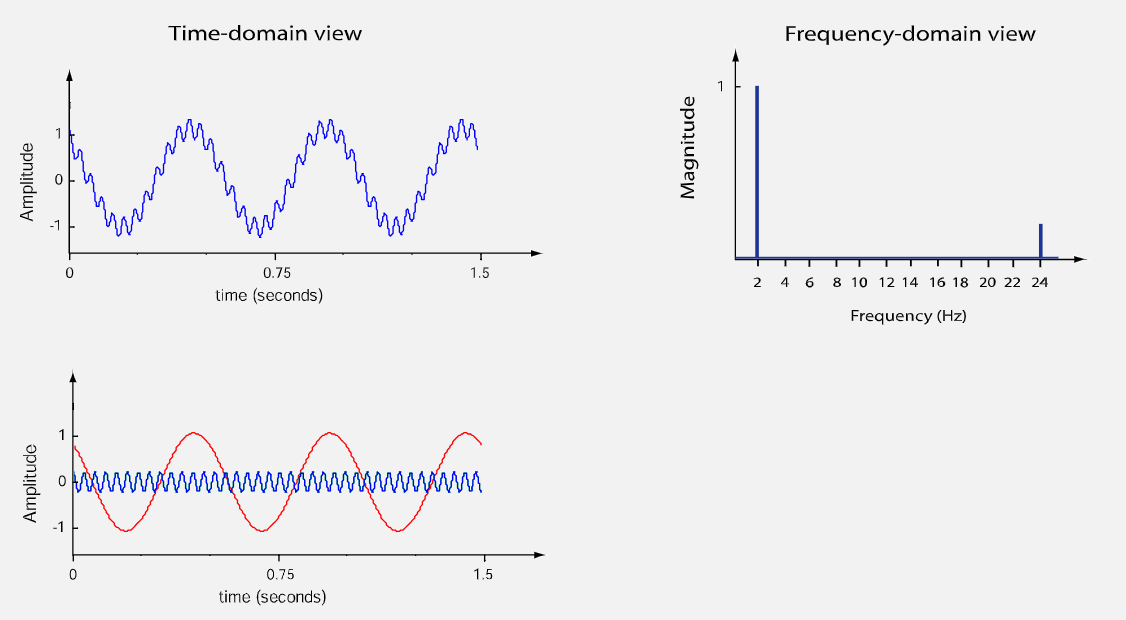 Time-domain view
Amplitude
1
0
-1
0 0.75 1.5
time (seconds)
Frequency-domain view
Magnitude
1
2 4 6 8 10 12 14 16 18 20 22 24
Frequency (Hz)
Amplitude
1
0
-1
0 0.75 1.5
time (seconds)